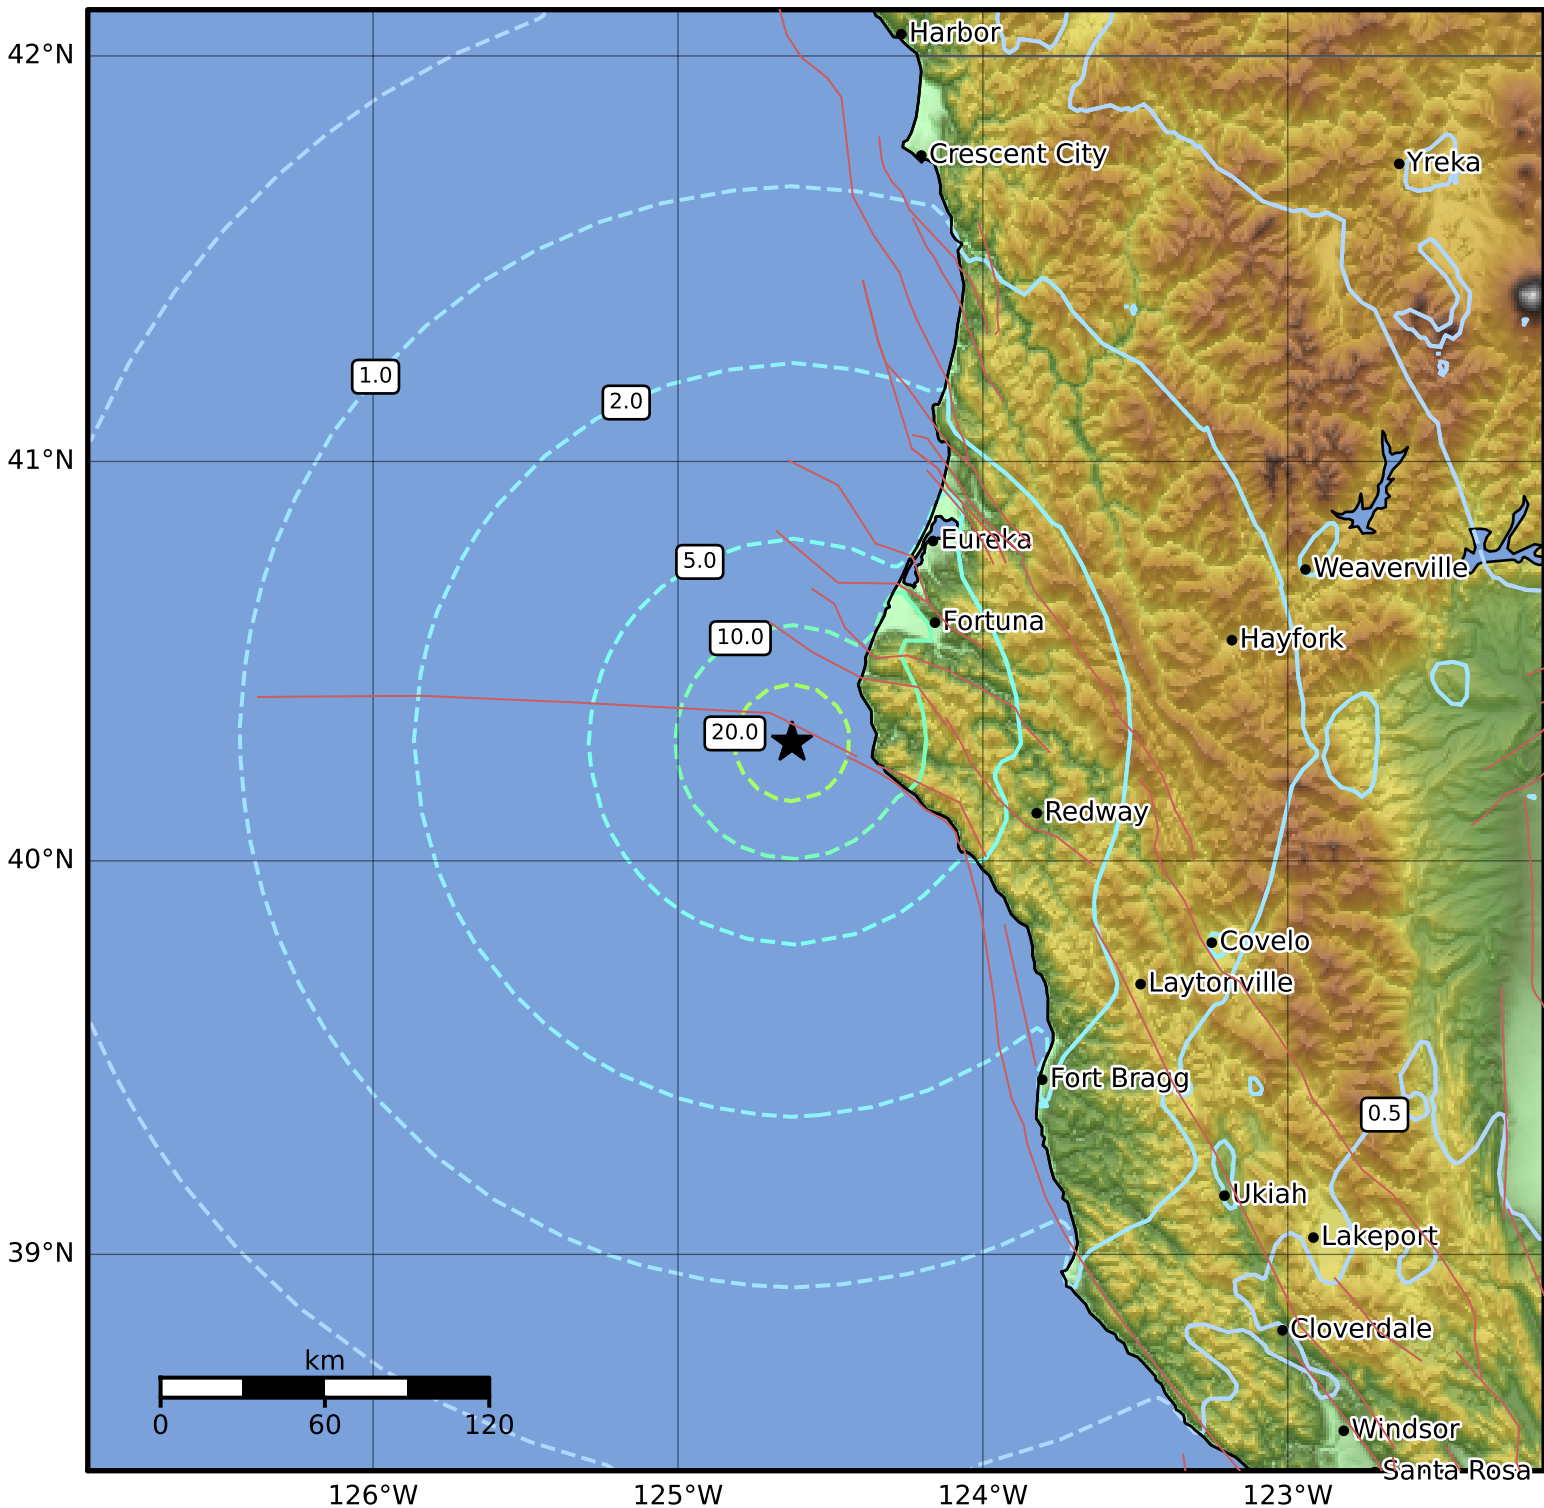 Harbor
42°N
Crescent City
Yreka
1.0
2.0
41°N
Eureka
5.0
Weaverville
Fortuna
10.0
Hayfork
20.0
Redway
40°N
Covelo
Laytonville
Fort Bragg
0.5
Ukiah
Lakeport
39°N
Cloverdale
km
0 60 120
Windsor
Santa Rosa
126°W 125°W 124°W 123°W